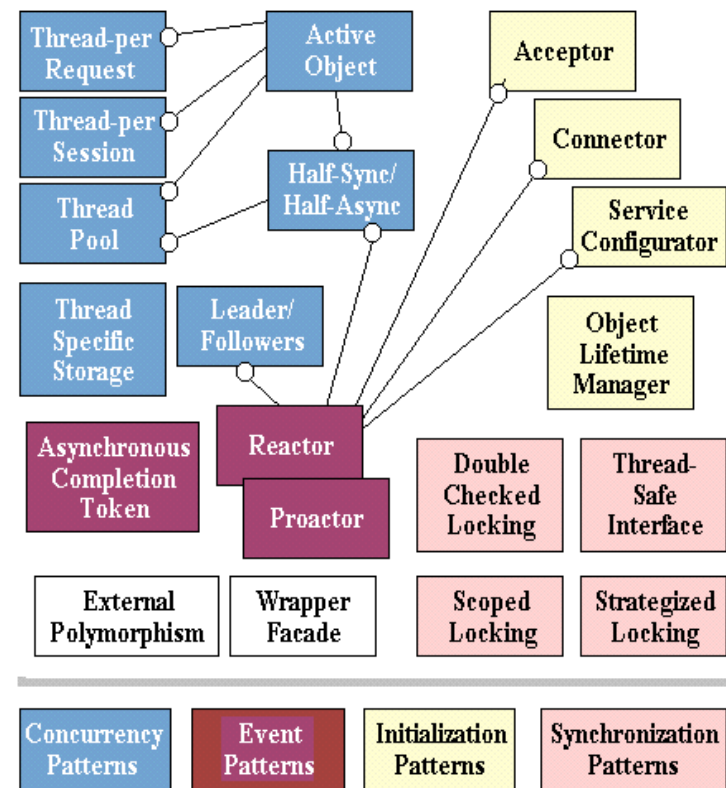 Thread-per
Request
Active
Object
Acceptor
Thread-per
Session
Connector
Half-Sync/
Half-Async
Thread
Pool
Service
Configurator
Thread
Specific
Storage
Leader/
Followers
Object
Lifetime
Manager
Asynchronous
Completion
Token
Reactor
Proactor
Double
Checked
Locking
Thread-
Safe
Interface
External
Polymorphism
Wrapper
Facade
Scoped
Locking
Strategized
Locking
Concurrency
Patterns
Event
Patterns
Initialization
Patterns
Synchronization
Patterns